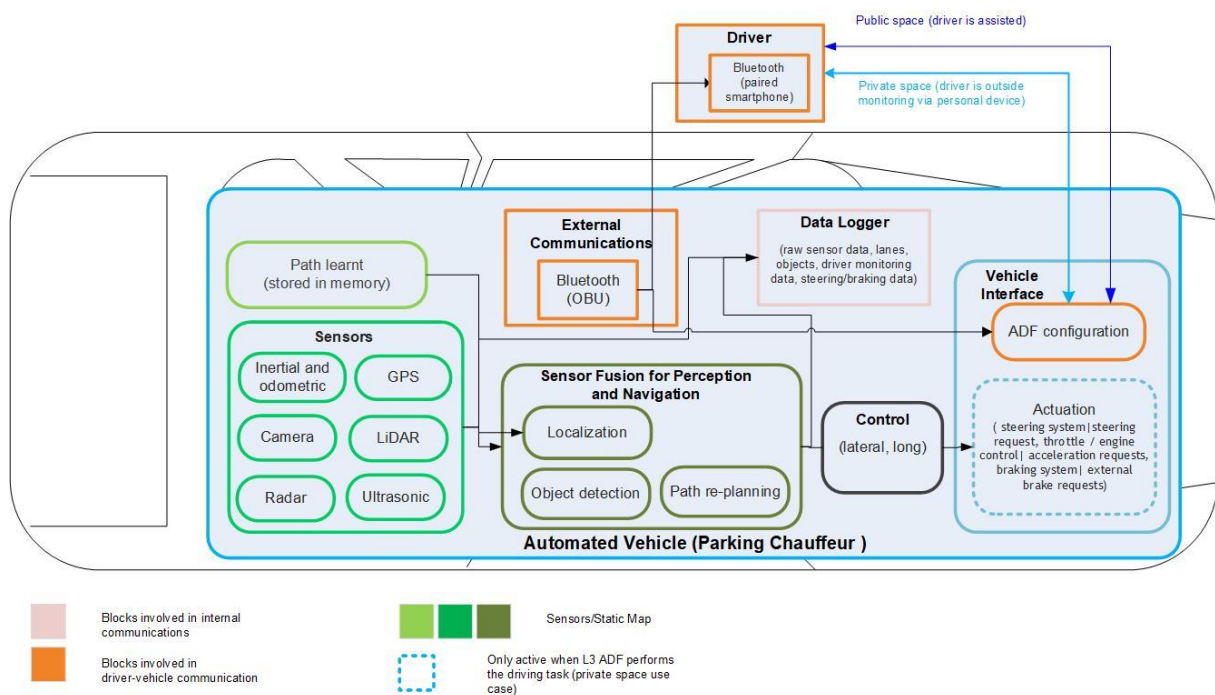 Public space (driver is assisted)
Driver
Bluetooth
(paired
smartphone)
Private space (driver is outside
monitoring via personal device)
External
Communications
Bluetooth
(OBU)
Data Logger
(raw sensor data, lanes,
objects, driver monitoring
data, steering/braking data)
Path learnt
(stored in memory)
Vehicle
Interface
ADF configuration
Sensors
Inertial and
odometric
GPS
Camera
LiDAR
Radar
Ultrasonic
Sensor Fusion for Perception
and Navigation
Localization
Object detection
Path re-planning
Control
(lateral, long)
Actuation
( steering system|steering
request, throttle / engine
control| acceleration requests,
braking system| external
brake requests)
Automated Vehicle (Parking Chauffeur )
Blocks involved in internal
communications
Blocks involved in
driver-vehicle communication
Sensors/Static Map
Only active when L3 ADF performs
the driving task (private space use
case)